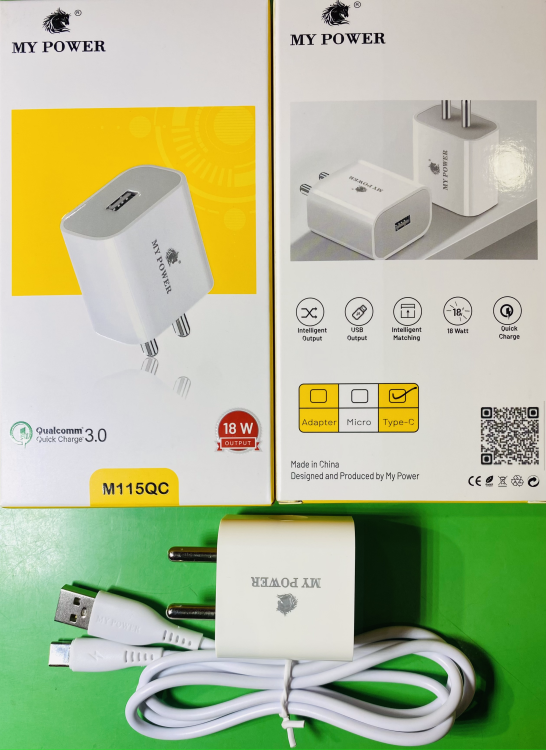 ®
MY POWER
MY POWER
Qualcomm
Quick Charge 3.0
18 W
OUTPUT
M115QC
®
MY POWER
MY POWER
MY POWER
Intelligent
Output
USB
Output
Intelligent
Matching
18
18 Watt
Quick
Charge
Adapter
Micro
Type-C
Made in China
Designed and Produced by My Power
CE
MY POWER